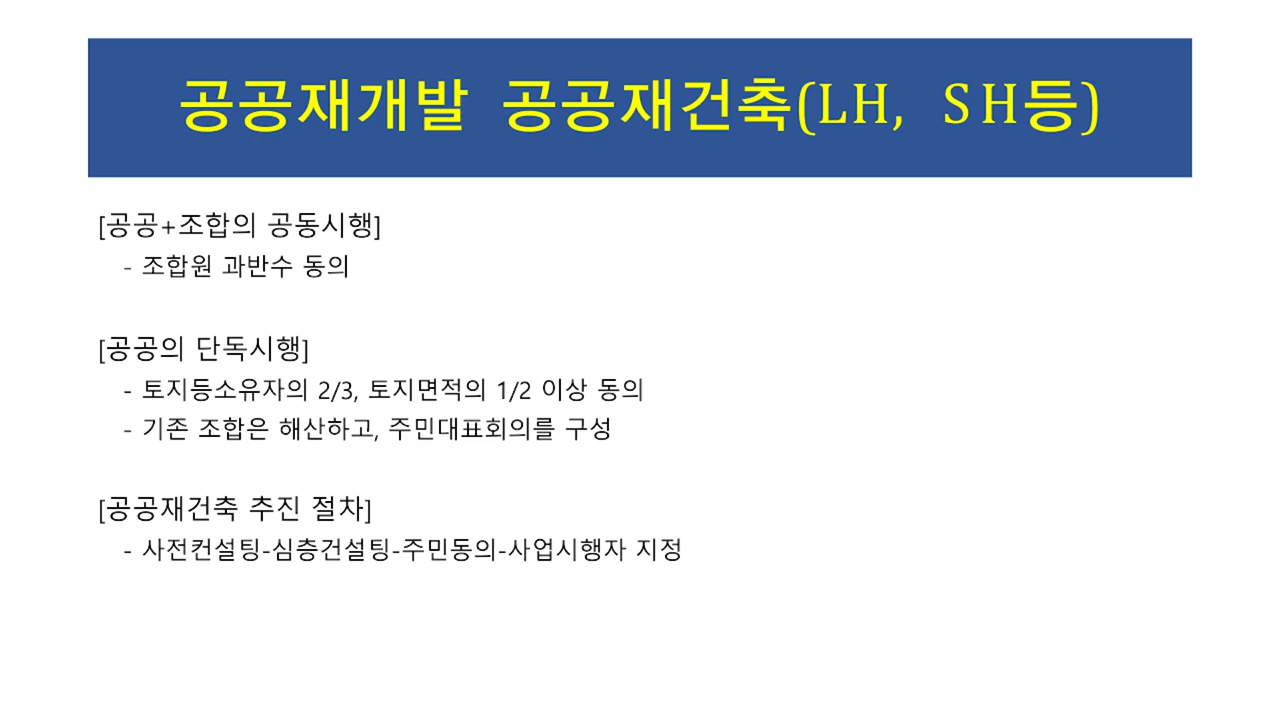 공공재개발 공공재건축(LH, SH등)
[공공+조합의 공동시행]
- 조합원 과반수 동의
[공공의 단독시행]
- 토지등소유자의 2/3, 토지면적의 1/2 이상 동의
- 기존 조합은 해산하고, 주민대표회의를 구성
[공공재건축 추진 절차]
- 사전컨설팅-심층건설팅-주민동의-사업시행자 지정